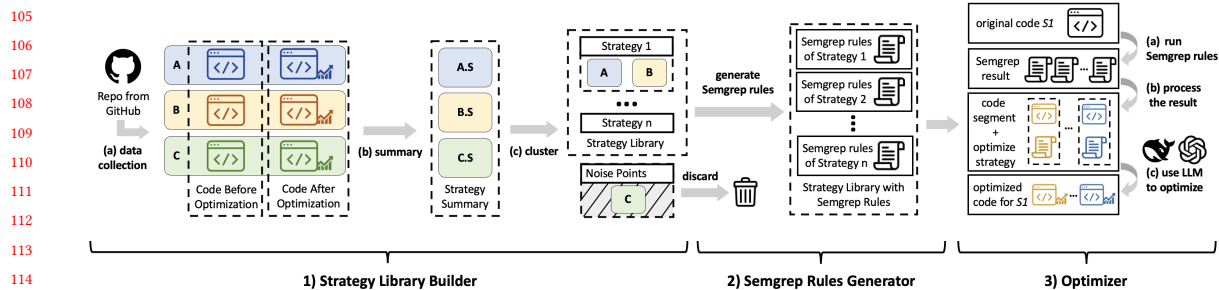 105
106
107
108
109
110
111
112
113
114
Repo from
GitHub
(a) data
collection
A
B
C
Code Before
Optimization
Code After
Optimization
(b) summary
A.S
B.S
C.S
Strategy
Summary
(c) cluster
Strategy 1
A
B
...
Strategy n
Strategy Library
Noise Points
C
discard
generate
Semgrep rules
Semgrep rules
of Strategy 1
Semgrep rules
of Strategy 2
Semgrep rules
of Strategy n
Strategy Library with
Semgrep Rules
original code S1
Semgrep
result
...
code
segment
+
optimize
strategy
...
optimized
code for S1
...
(a) run
Semgrep rules
(b) process
the result
(c) use LLM
to optimize
1) Strategy Library Builder
2) Semgrep Rules Generator
3) Optimizer